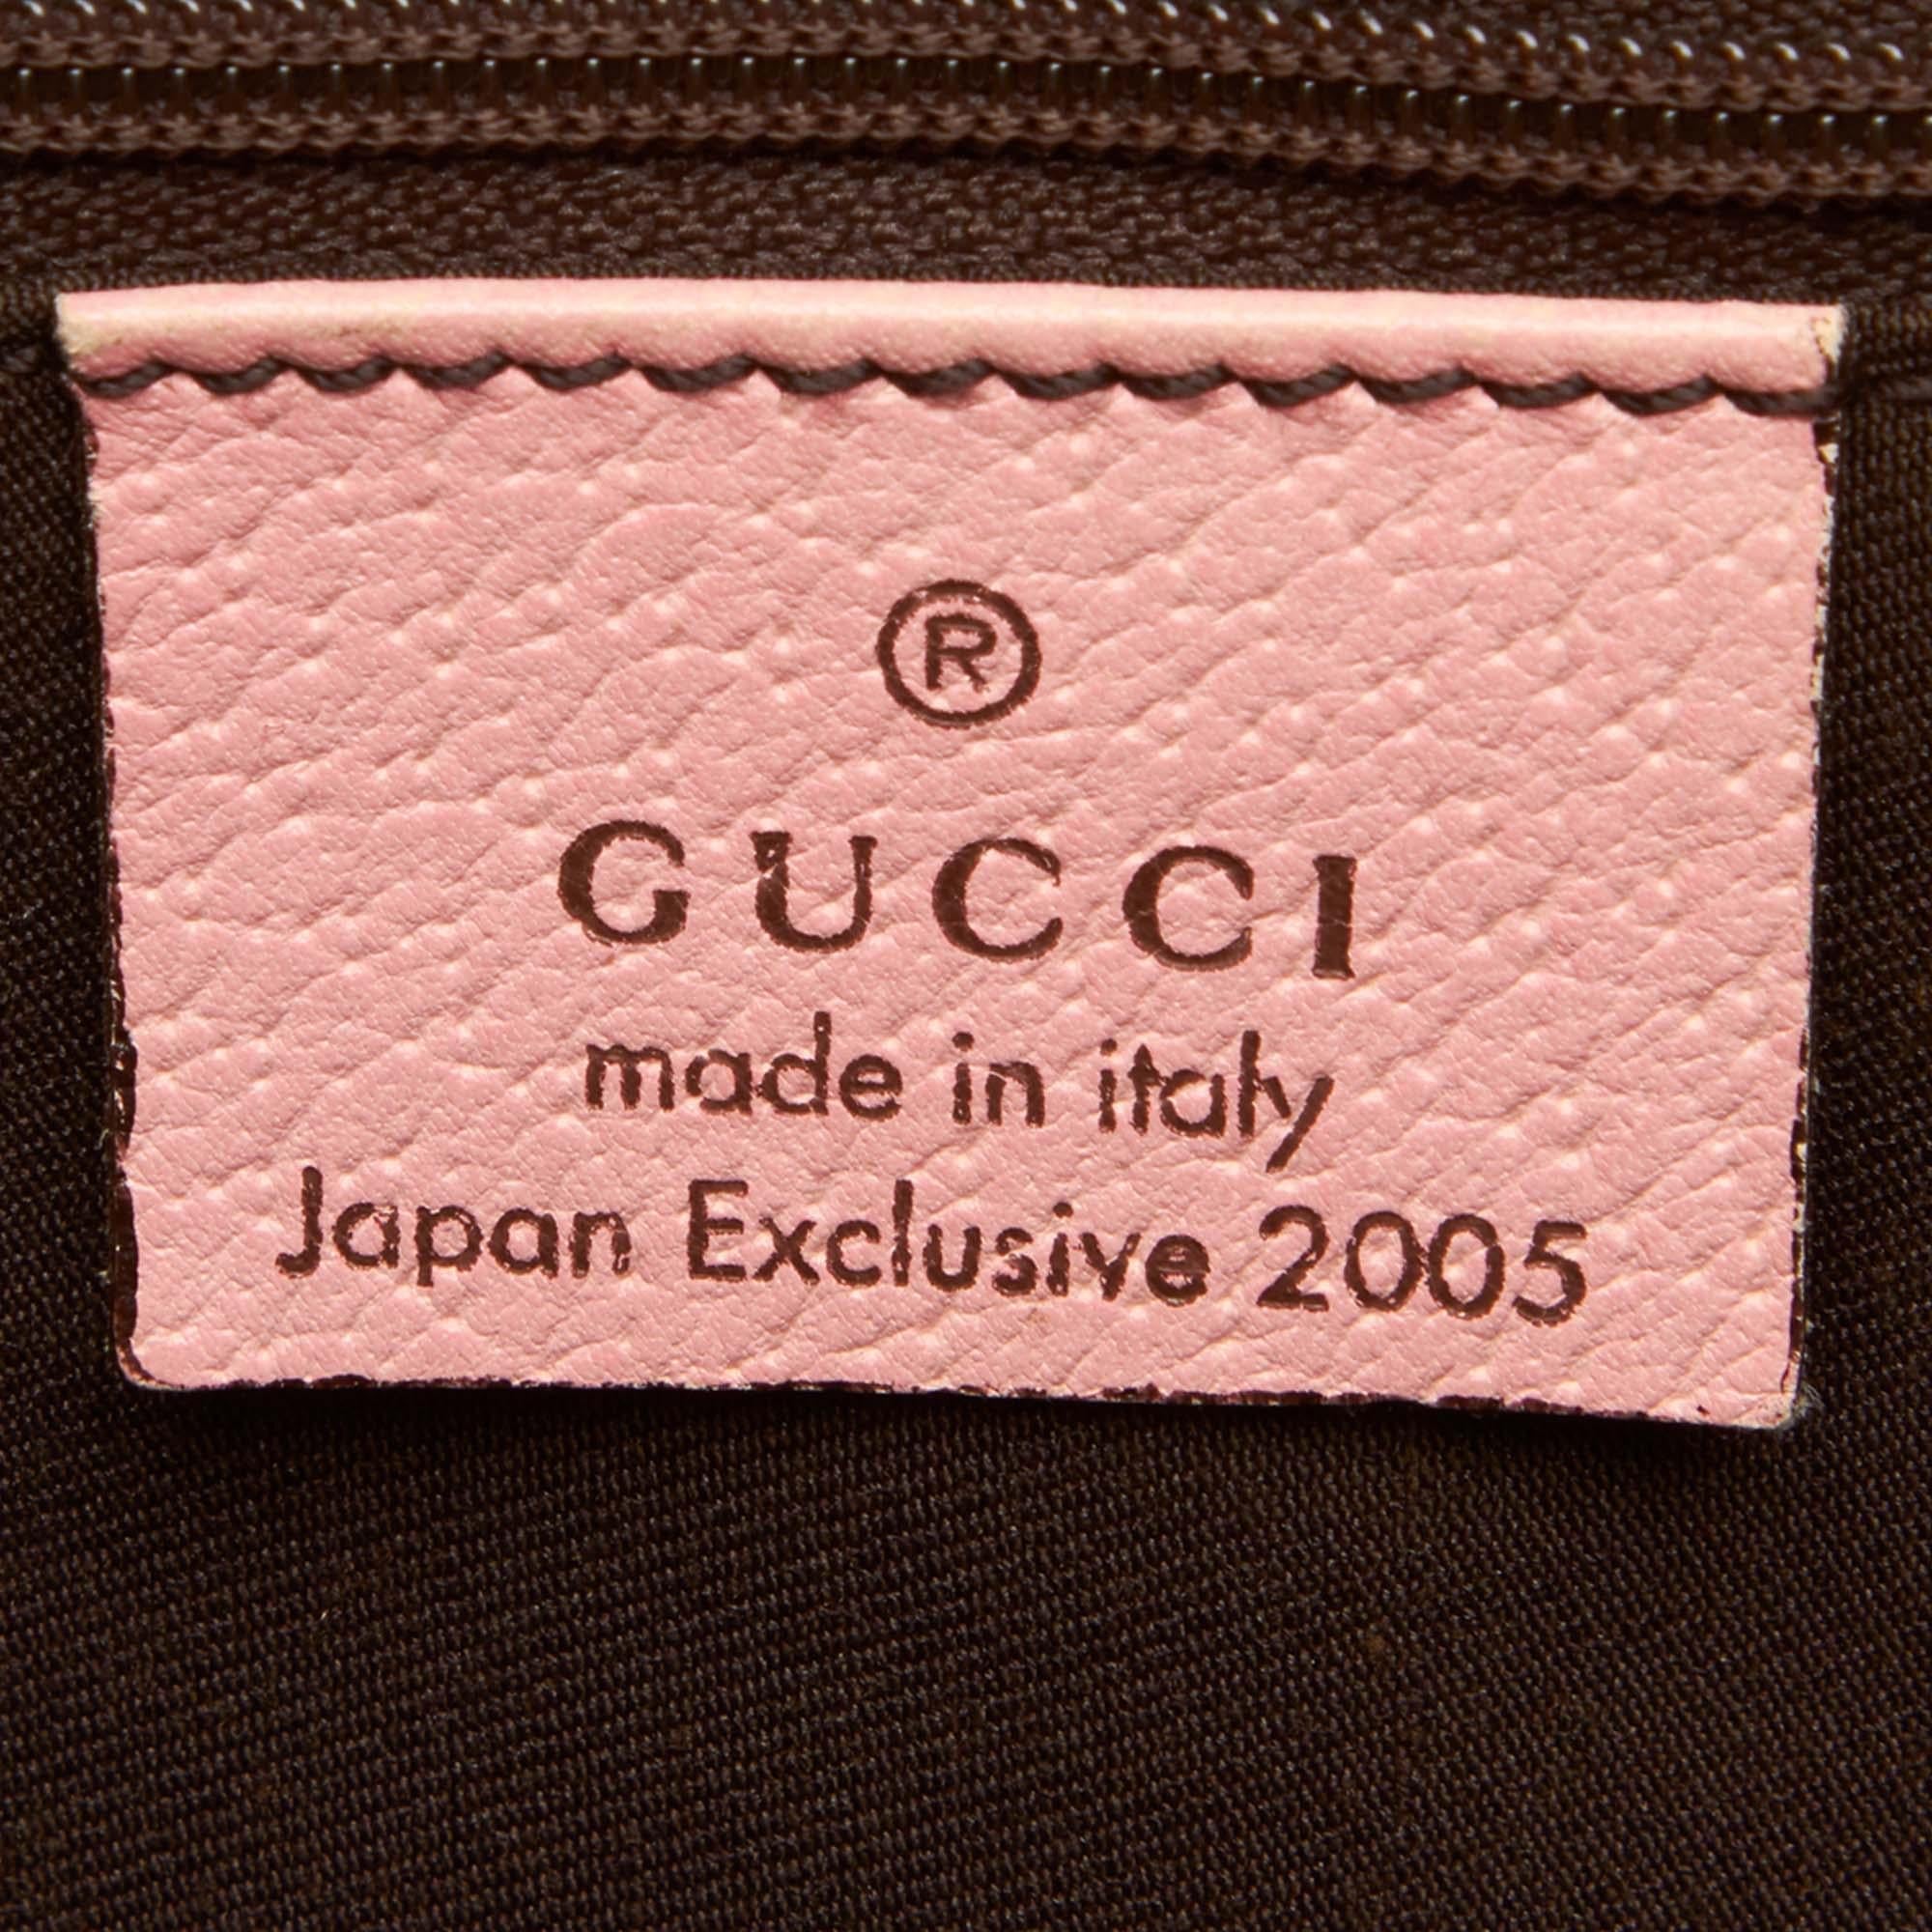 ®
GUCCI
made in italy
Japan Exclusive 2005